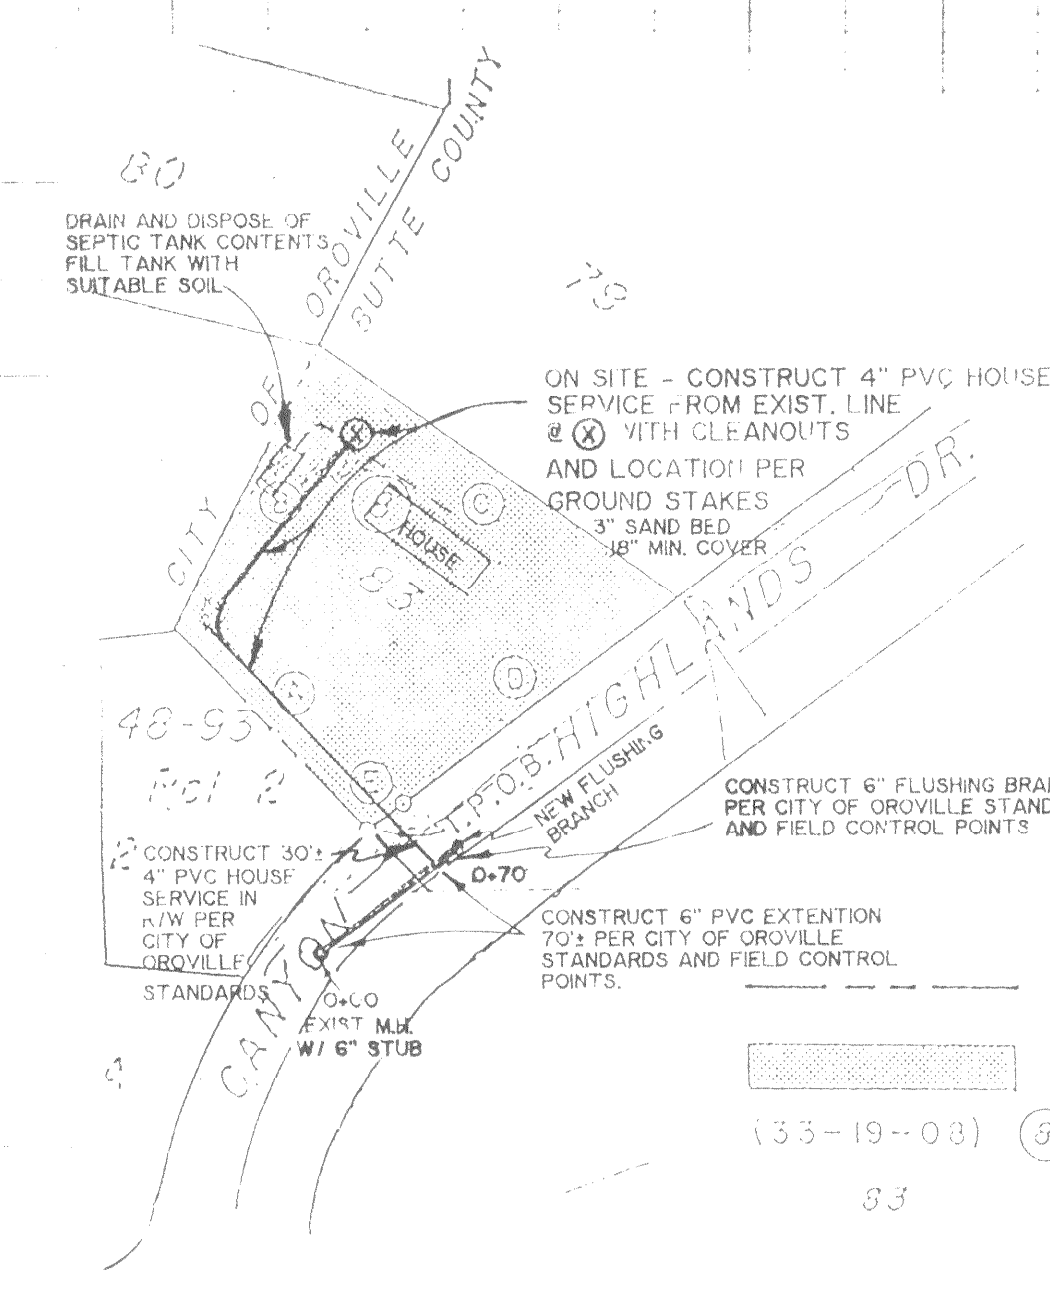 OROVILLE
BUTTE COUNTY
80
DRAIN AND DISPOSE OF
SEPTIC TANK CONTENTS
FILL TANK WITH
SUITABLE SOIL
79
CITY OF
ON SITE - CONSTRUCT 4" PVC HOUSE
SERVICE FROM EXIST. LINE
@ X WITH CLEANOUTS
AND LOCATION PER
GROUND STAKES
3" SAND BED
18" MIN. COVER
C
HOUSE
83
A
D
E
48-93
Pcl 2
CANYON HIGHLANDS DR.
T.P.O.B.
NEW FLUSHING
BRANCH
CONSTRUCT 6" FLUSHING
PER CITY OF OROVILLE
AND FIELD CONTROL POINTS
CONSTRUCT 30'±
4" PVC HOUSE
SERVICE IN
R/W PER
CITY OF
OROVILLE
STANDARDS
0+70
CONSTRUCT 6" PVC EXTENTION
70'± PER CITY OF OROVILLE
STANDARDS AND FIELD CONTROL
POINTS.
0+00
EXIST M.H.
W/ 6" STUB
4
(33-19-08)
83